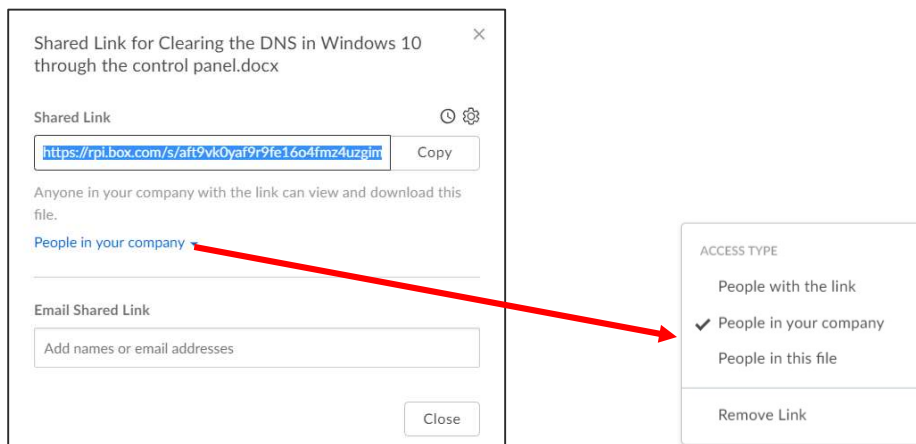 Shared Link for Clearing the DNS in Windows 10
through the control panel.docx
Shared Link
https://rpi.box.com/s/aft9vk0yaf9r9fe16o4fmz4uzgim
Copy
Anyone in your company with the link can view and download this
file.
People in your company
Email Shared Link
Add names or email addresses
Close
ACCESS TYPE
People with the link
People in your company
People in this file
Remove Link